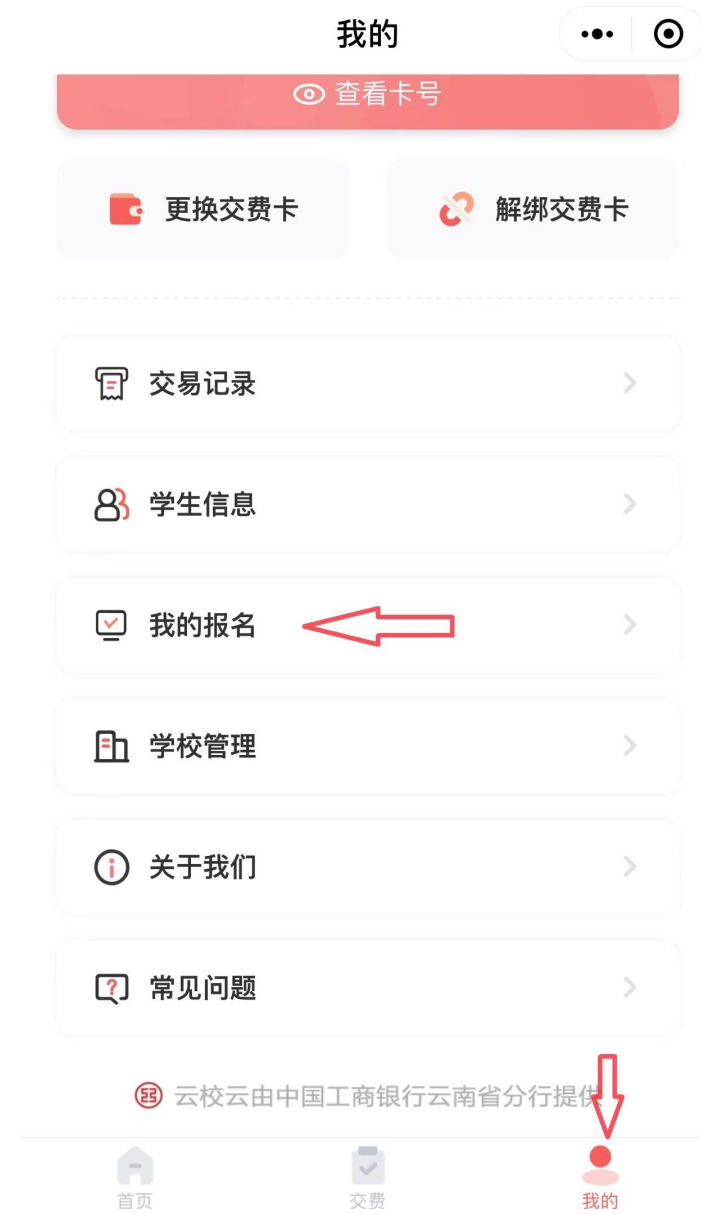 我的
查看卡号
更换交费卡
解绑交费卡
交易记录
学生信息
我的报名
学校管理
关于我们
常见问题
云校云由中国工商银行云南省分行提供
首页
交费
我的